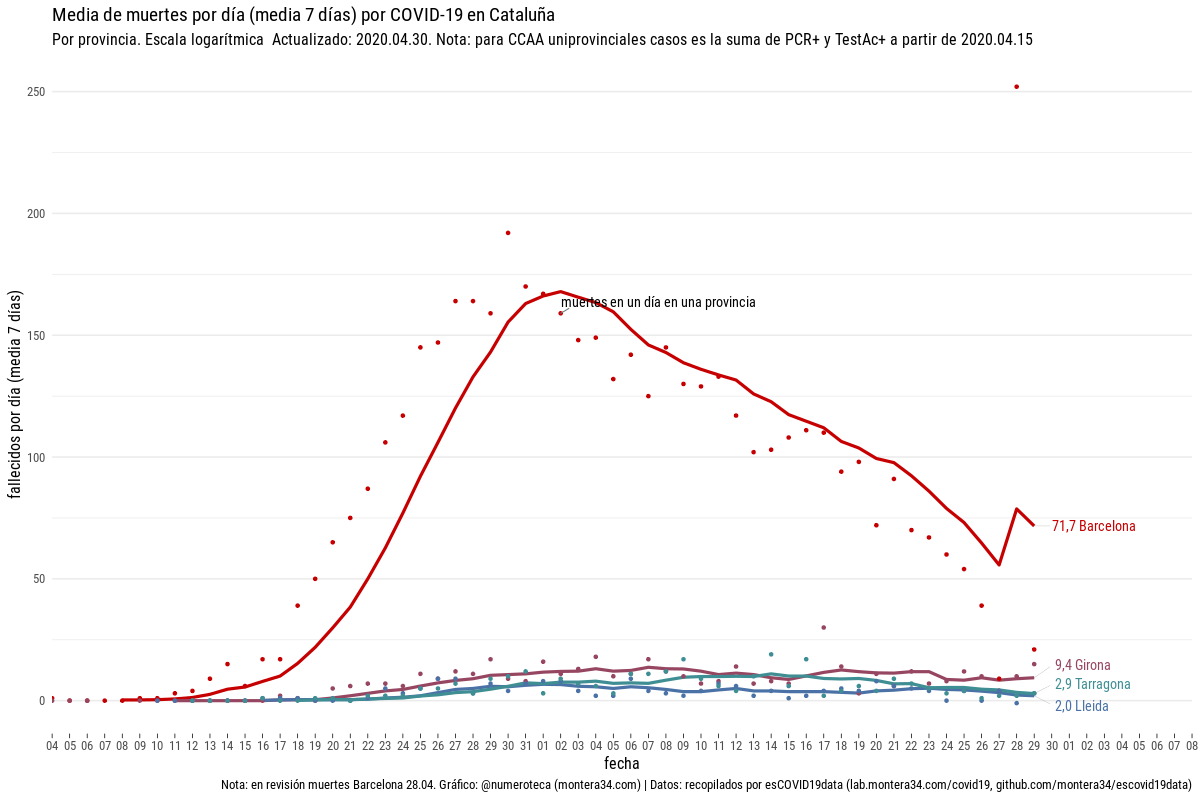 Media de muertes por día (media 7 días) por COVID-19 en Cataluña
Por provincia. Escala logarítmica  Actualizado: 2020.04.30. Nota: para CCAA uniprovinciales casos es la suma de PCR+ y TestAc+ a partir de 2020.04.15
fallecidos por día (media 7 días)
250
200
150
100
50
0
muertes en un día en una provincia
71,7 Barcelona
9,4 Girona
2,9 Tarragona
2,0 Lleida
04 05 06 07 08 09 10 11 12 13 14 15 16 17 18 19 20 21 22 23 24 25 26 27 28 29 30 31 01 02 03 04 05 06 07 08 09 10 11 12 13 14 15 16 17 18 19 20 21 22 23 24 25 26 27 28 29 30 01 02 03 04 05 06 07 08
fecha
Nota: en revisión muertes Barcelona 28.04. Gráfico: @numeroteca (montera34.com) | Datos: recopilados por esCOVID19data (lab.montera34.com/covid19, github.com/montera34/escovid19data)